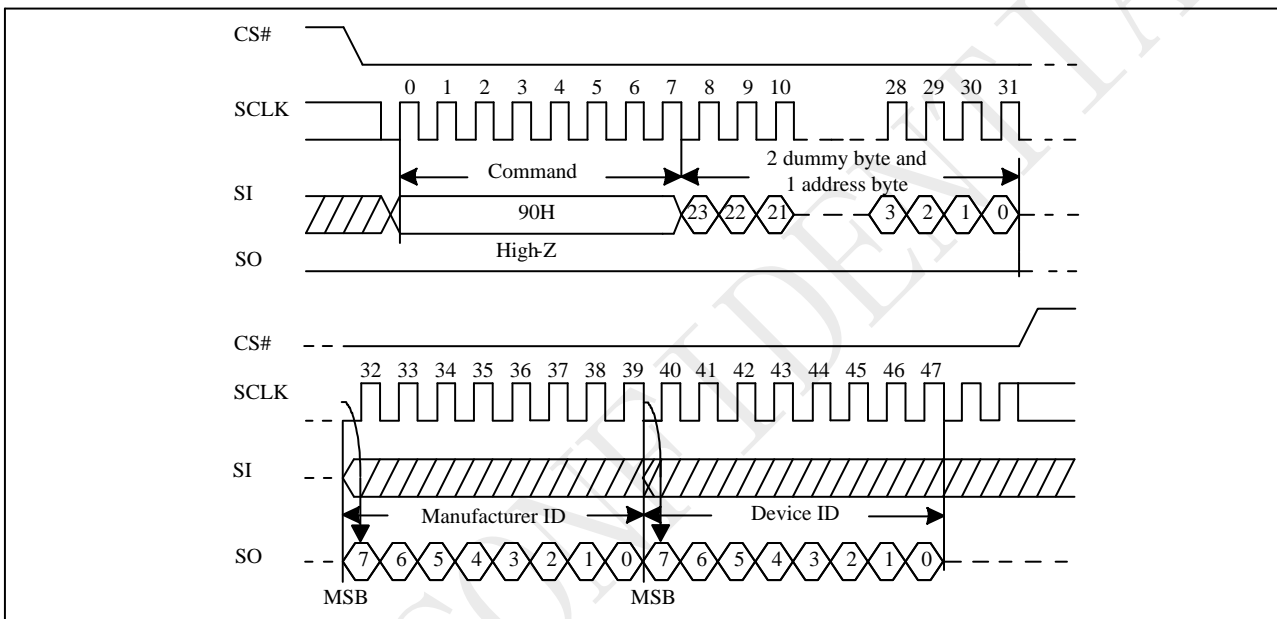 CS#
0 1 2 3 4 5 6 7 8 9 10 28 29 30 31
SCLK
Command
2 dummy byte and
1 address byte
SI
90H 23 22 21 3 2 1 0
High-Z
SO
CS#
32 33 34 35 36 37 38 39 40 41 42 43 44 45 46 47
SCLK
SI
Manufacturer ID Device ID
SO
7 6 5 4 3 2 1 0 7 6 5 4 3 2 1 0
MSB MSB
CONFIDENTIA